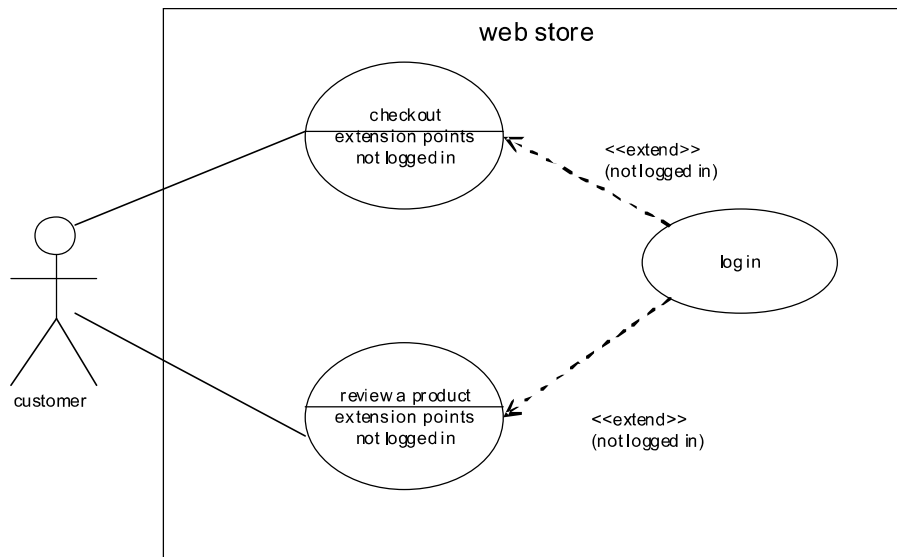 web store
checkout
extension points
not logged in
<<extend>>
(not logged in)
log in
customer
review a product
extension points
not logged in
<<extend>>
(not logged in)